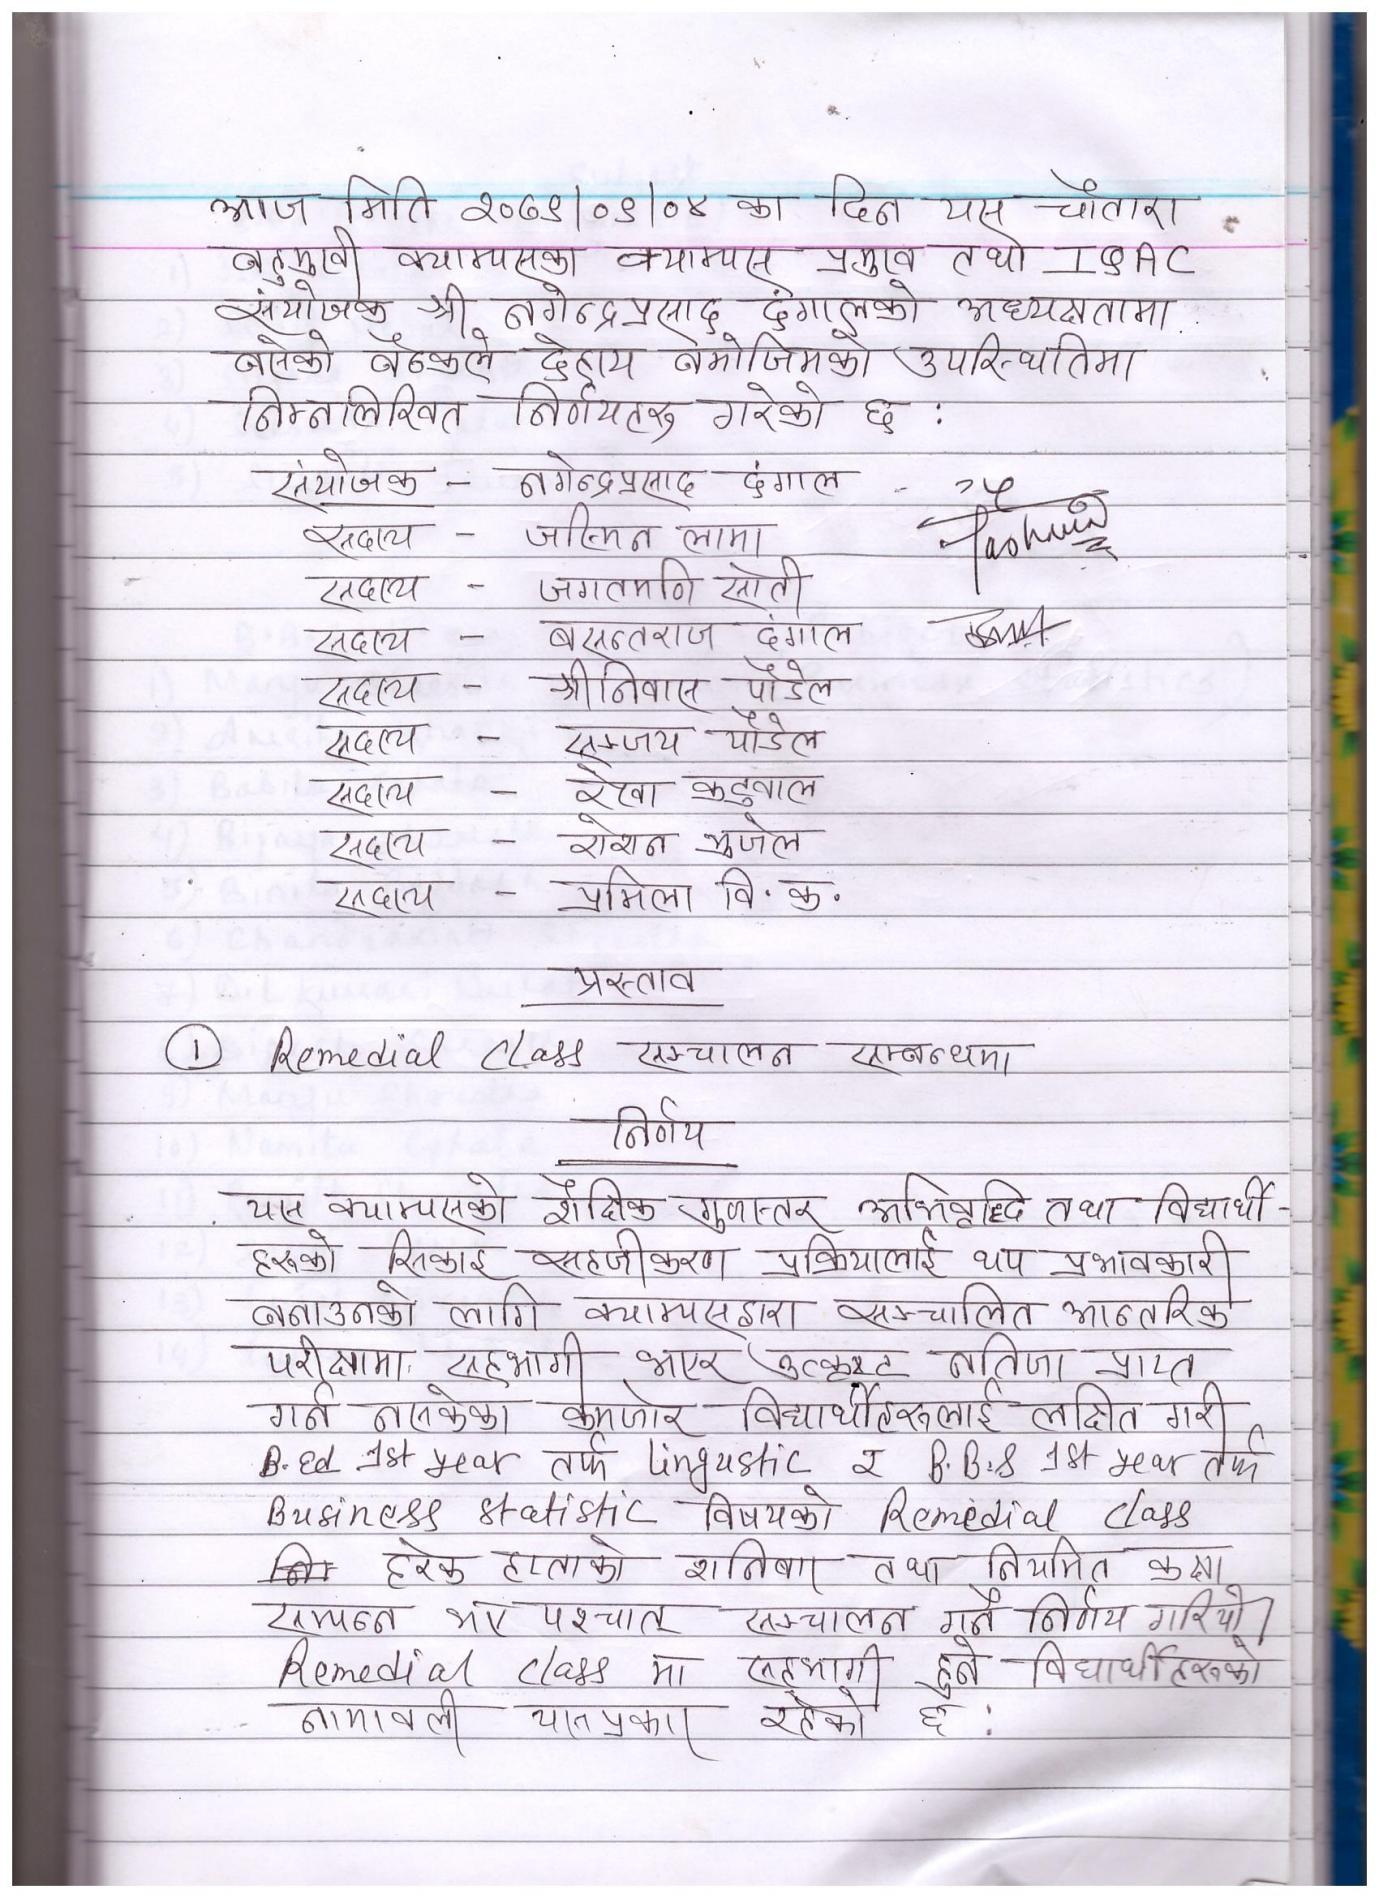 आज मिति २०७९/०९/०४ का दिन यस चौतारा
बहुमुखी क्याम्पसका क्याम्पस प्रमुख तथा IQAC
संयोजक श्री नगेन्द्रप्रसाद दुंगालको अध्यक्षतामा
बसेको बैठकले देहाय बमोजिमको उपस्थितिमा
निम्नलिखित निर्णयहरु गरेको छ :
संयोजक - नगेन्द्रप्रसाद दुंगाल -
सदस्य - जस्मिन लामा
सदस्य - जगतमणि सोती
सदस्य - बसन्तराज दंगाल
सदस्य - श्रीनिवास पौडेल
सदस्य - सञ्जय पौडेल
सदस्य - रेखा कटुवाल
सदस्य - रोशन भुजेल
सदस्य - प्रमिला वि.क.
प्रस्ताव
① Remedial Class सञ्चालन सम्बन्धमा
निर्णय
यस क्याम्पसको शैक्षिक गुणस्तर अभिवृद्दि तथा विद्यार्थी-
हरूको सिकाइ सहजीकरण प्रक्रियालाई थप प्रभावकारी
बनाउनको लागि क्याम्पसद्वारा सञ्चालित आन्तरिक
परीक्षामा सहभागी भएर उत्कृष्ट नतिजा प्राप्त
गर्न नसकेका कमजोर विद्यार्थीहरूलाई लक्षित गरी
B.Ed 1st year तर्फ lingustic र B.B.S 1st year तर्फ
Business statistic विषयको Remedial class
हरेक हप्ताको शनिबार तथा नियमित कक्षा
सम्पन्न भए पश्चात् सञ्चालन गर्ने निर्णय गरियो।
Remedial class मा सहभागी हुने विद्यार्थीहरूको
नामावली यसप्रकार रहेको छ :